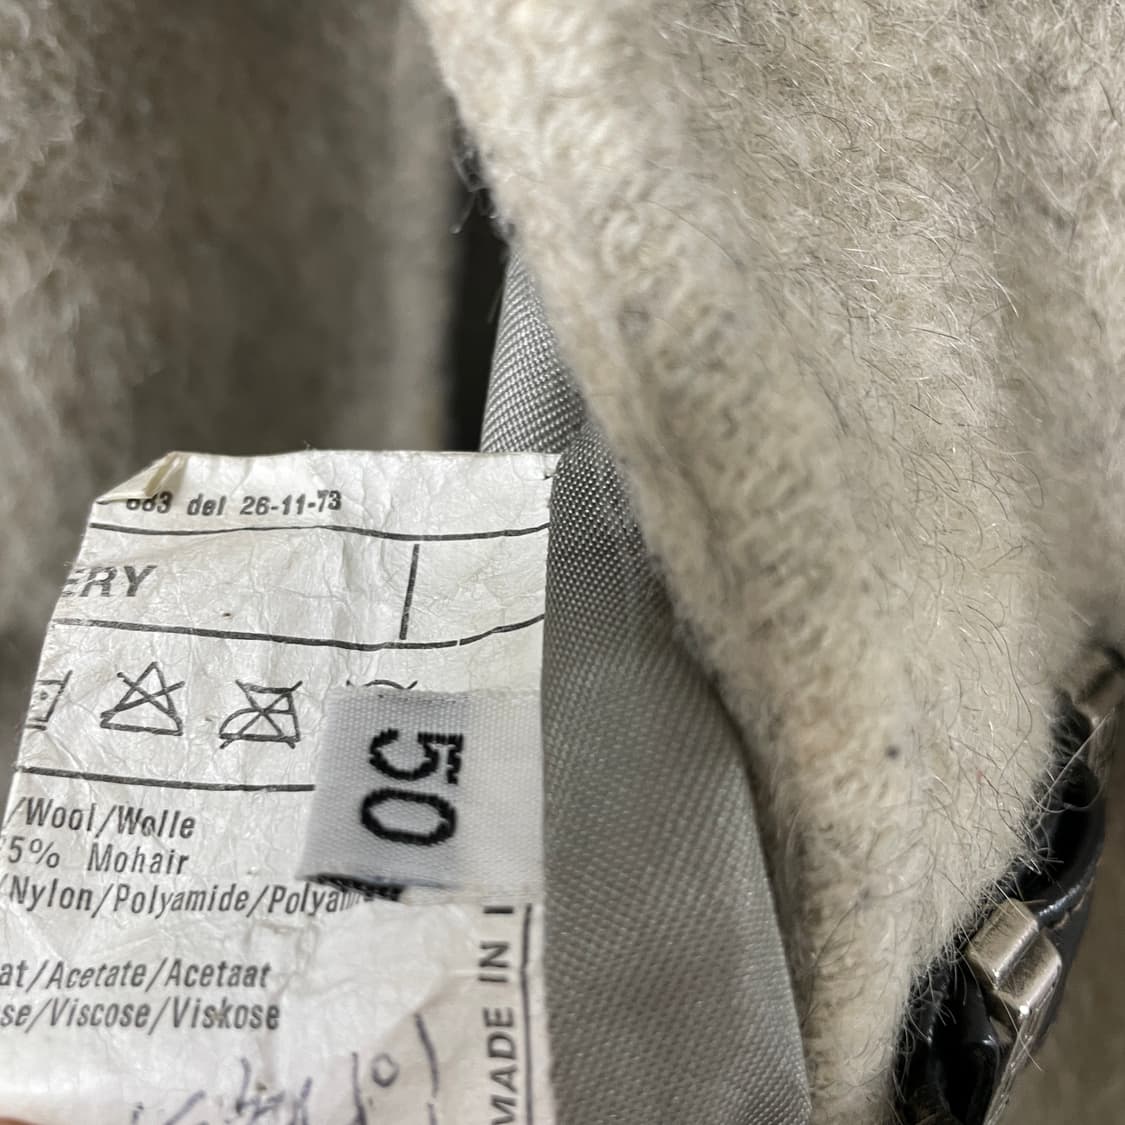 883 del 26-11-73
ERY
50
/Wool/Wolle
5% Mohair
/Nylon/Polyamide/Polya
at/Acetate/Acetaat
se/Viscose/Viskose
MADE IN I